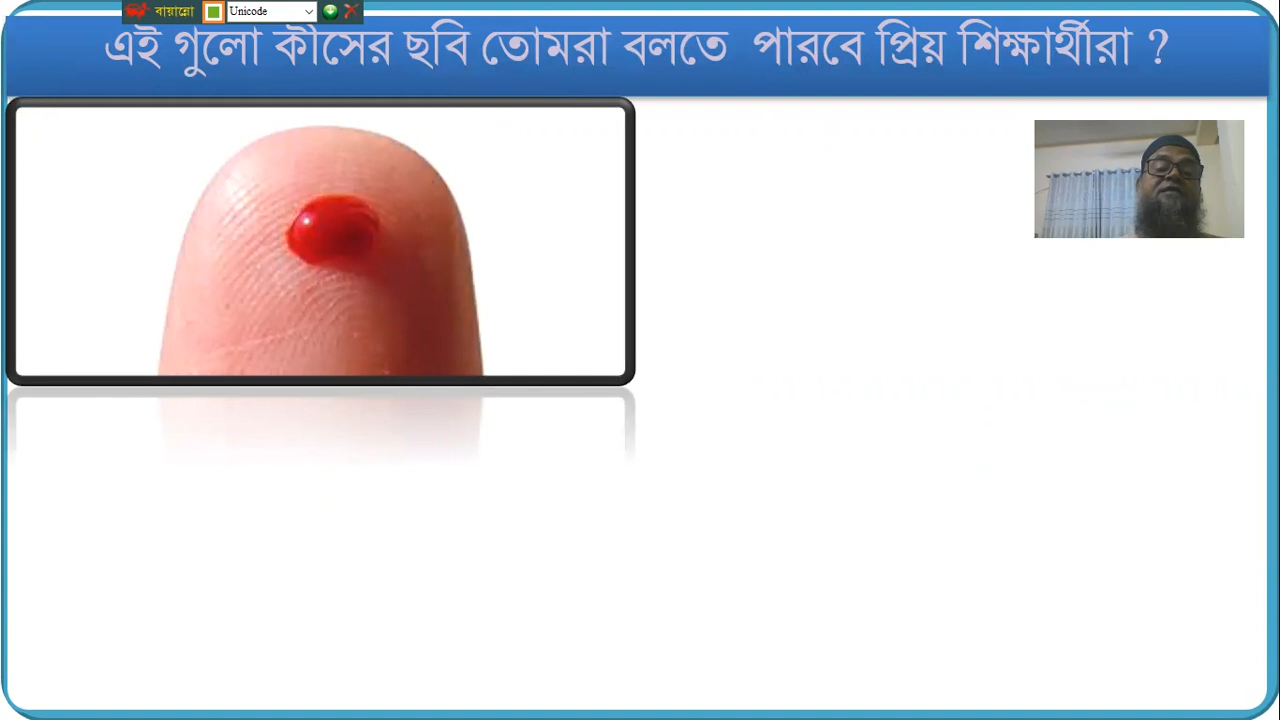 বায়ান্নো Unicode
এই গুলো কীসের ছবি তোমরা বলতে পারবে প্রিয় শিক্ষার্থীরা ?